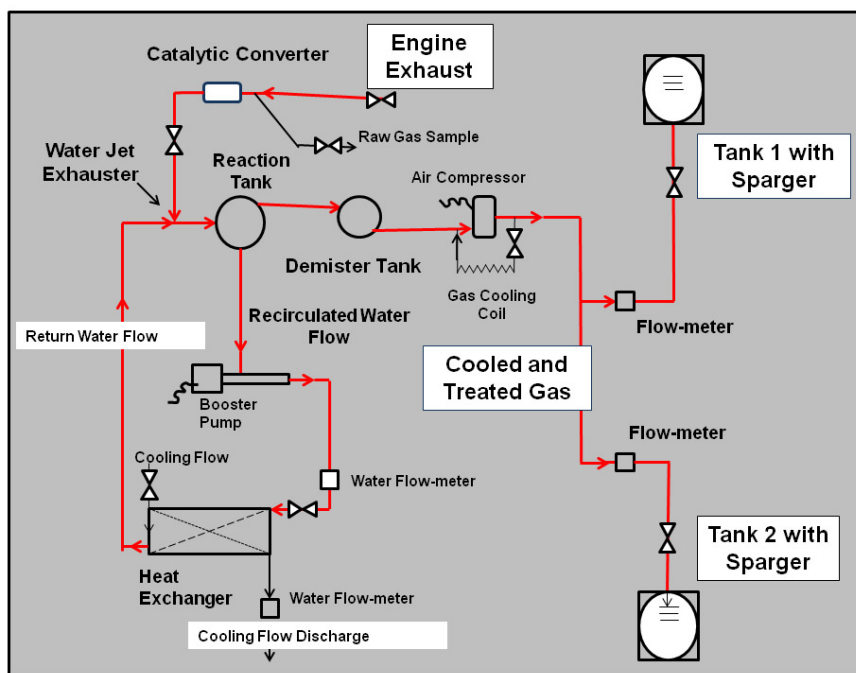 Catalytic Converter
Engine
Exhaust
Raw Gas Sample
Water Jet
Exhauster
Reaction
Tank
Air Compressor
Tank 1 with
Sparger
Demister Tank
Gas Cooling
Coil
Flow-meter
Recirculated Water
Flow
Return Water Flow
Cooled and
Treated Gas
Booster
Pump
Flow-meter
Cooling Flow
Water Flow-meter
Tank 2 with
Sparger
Heat
Exchanger
Water Flow-meter
Cooling Flow Discharge